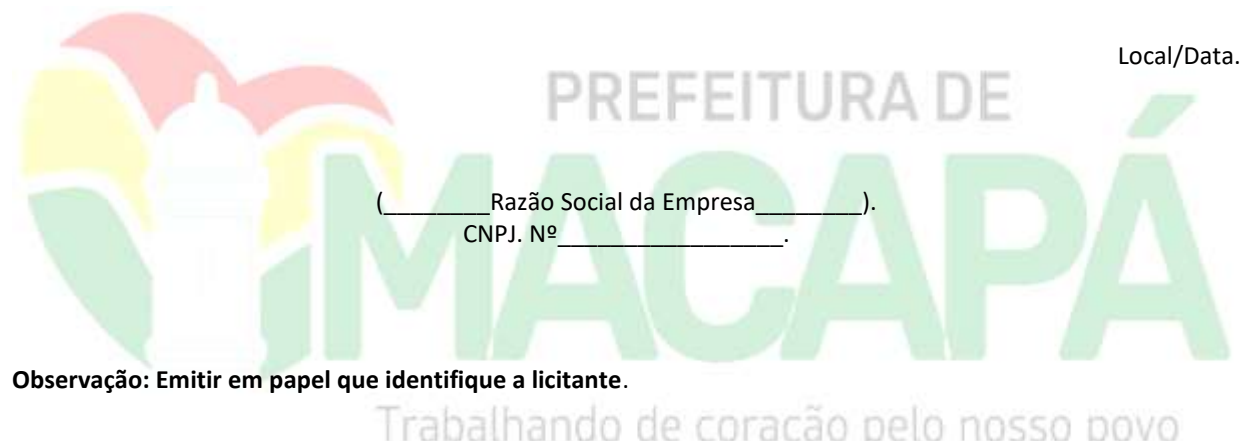 Local/Data.
PREFEITURA DE
MACAPÁ
(________Razão Social da Empresa________).
CNPJ. Nº_________________.
Observação: Emitir em papel que identifique a licitante.
Trabalhando de coração pelo nosso povo